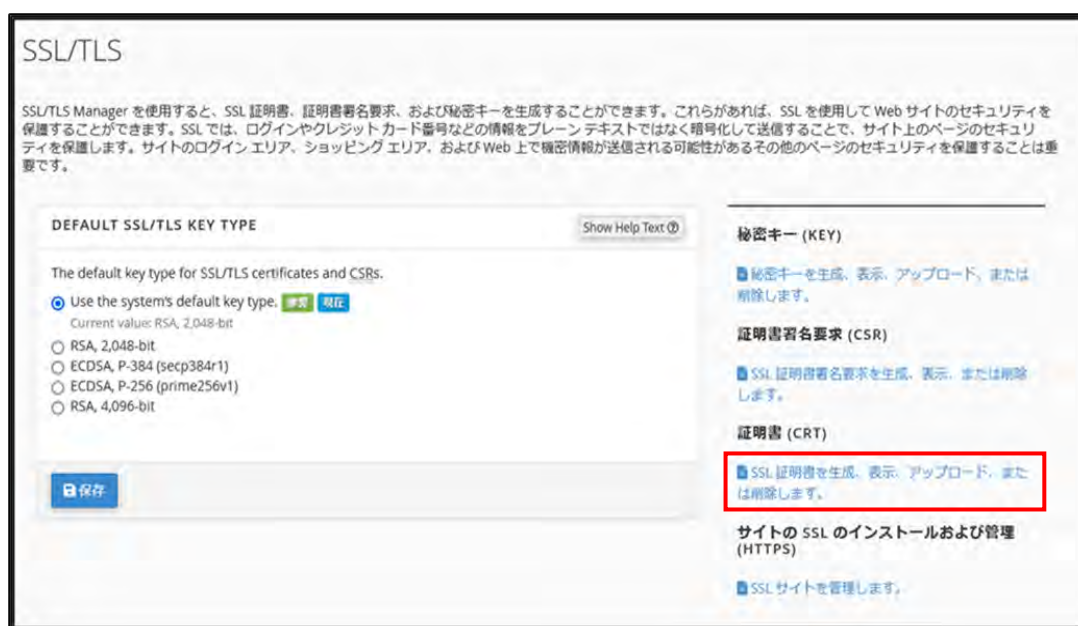 SSL/TLS
SSL/TLS Manager を使用すると、SSL 証明書、証明書署名要求、および秘密キーを生成することができます。これらがあれば、SSL を使用して Web サイトのセキュリティを
保護することができます。SSL では、ログインやクレジット カード番号などの情報をプレーン テキストではなく暗号化して送信することで、サイト上のページのセキュリ
ティを保護します。サイトのログイン エリア、ショッピング エリア、および Web 上で機密情報が送信される可能性があるその他のページのセキュリティを保護することは重
要です。
DEFAULT SSL/TLS KEY TYPE
Show Help Text
The default key type for SSL/TLS certificates and CSRs.
Use the system's default key type. 推奨 現在
Current value: RSA, 2,048-bit
RSA, 2,048-bit
ECDSA, P-384 (secp384r1)
ECDSA, P-256 (prime256v1)
RSA, 4,096-bit
保存
秘密キー (KEY)
秘密キーを生成、表示、アップロード、または
削除します。
証明書署名要求 (CSR)
SSL 証明書署名要求を生成、表示、または削除
します。
証明書 (CRT)
SSL 証明書を生成、表示、アップロード、また
は削除します。
サイトの SSL のインストールおよび管理
(HTTPS)
SSL サイトを管理します。